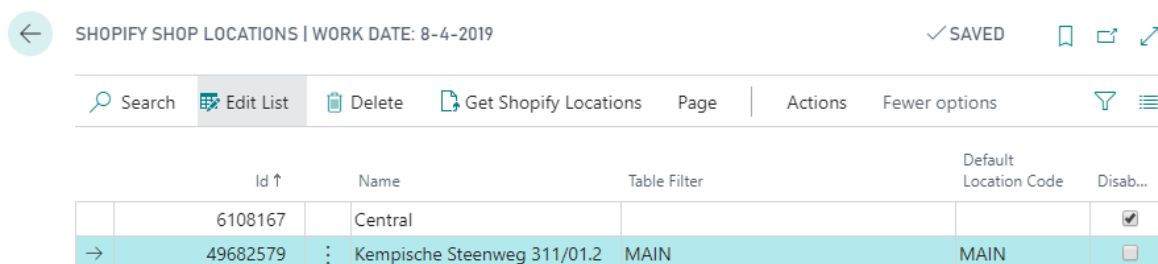 SHOPIFY SHOP LOCATIONS | WORK DATE: 8-4-2019 SAVED
Search Edit List Delete Get Shopify Locations Page Actions Fewer options
Default
Id ↑ Name Table Filter Location Code Disab...
6108167 Central
49682579 Kempische Steenweg 311/01.2 MAIN MAIN